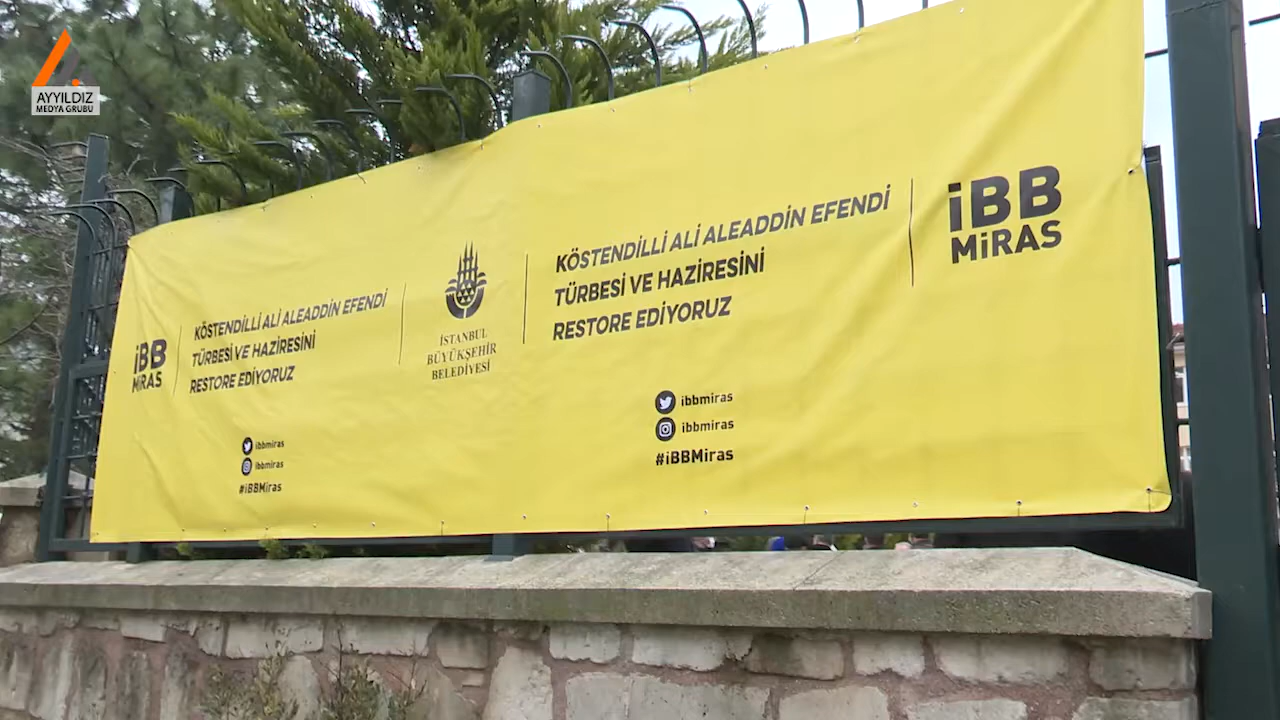 AYYILDIZ
MEDYA GRUBU
iBB
MiRAS
KÖSTENDİLLİ ALİ ALEADDİN EFENDİ
TÜRBESİ VE HAZİRESİNİ
RESTORE EDİYORUZ
ibbmiras
ibbmiras
#iBBMiras
İSTANBUL
BÜYÜKŞEHİR
BELEDİYESİ
KÖSTENDİLLİ ALİ ALEADDİN EFENDİ
TÜRBESİ VE HAZİRESİNİ
RESTORE EDİYORUZ
ibbmiras
ibbmiras
#iBBMiras
iBB
MiRAS